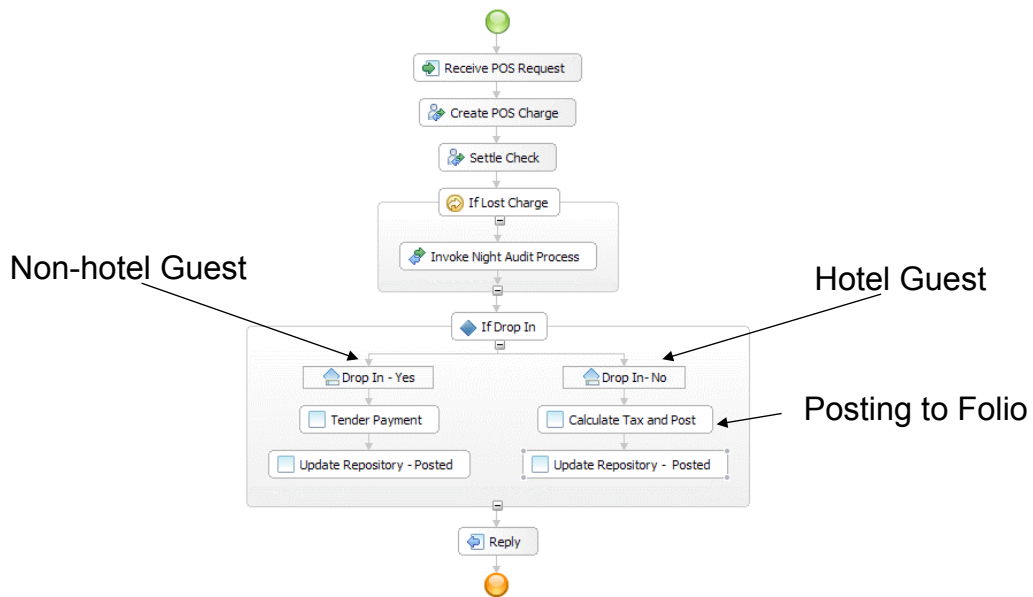 Receive POS Request
Create POS Charge
Settle Check
If Lost Charge
Invoke Night Audit Process
Non-hotel Guest
Hotel Guest
If Drop In
Drop In - Yes
Drop In- No
Tender Payment
Calculate Tax and Post
Posting to Folio
Update Repository - Posted
Update Repository - Posted
Reply